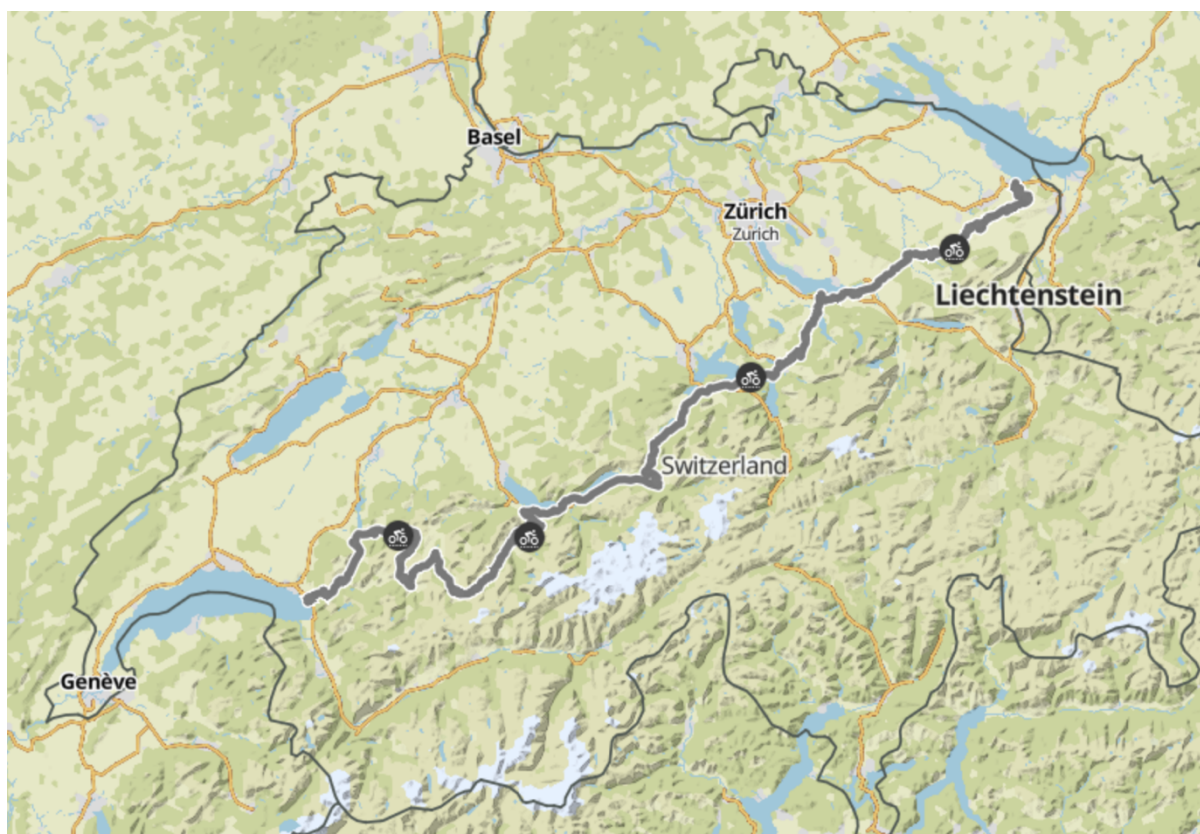 Basel
Zürich
Zurich
Liechtenstein
Switzerland
Genève